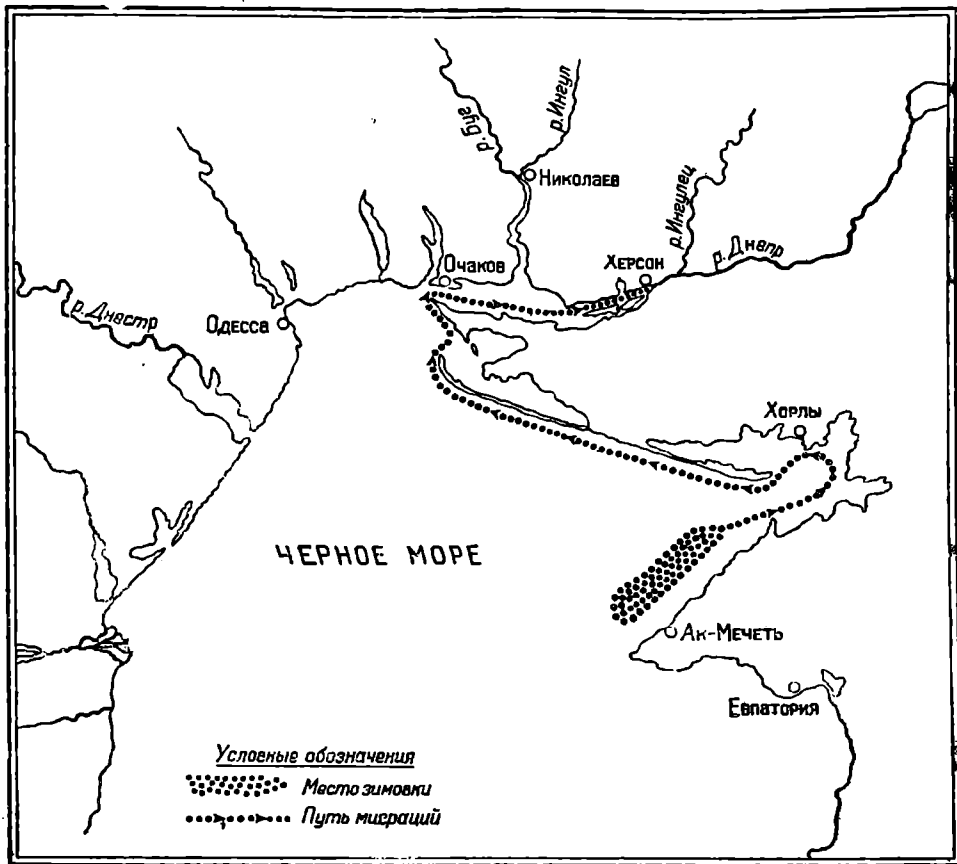 р. Буг
р. Ингул
Николаев
р. Ингулец
Очаков
Херсон
р. Днепр
р. Днестр
Одесса
Хорлы
ЧЕРНОЕ МОРЕ
Ак-Мечеть
Евпатория
Условные обозначения
Место зимовки
Путь миграций